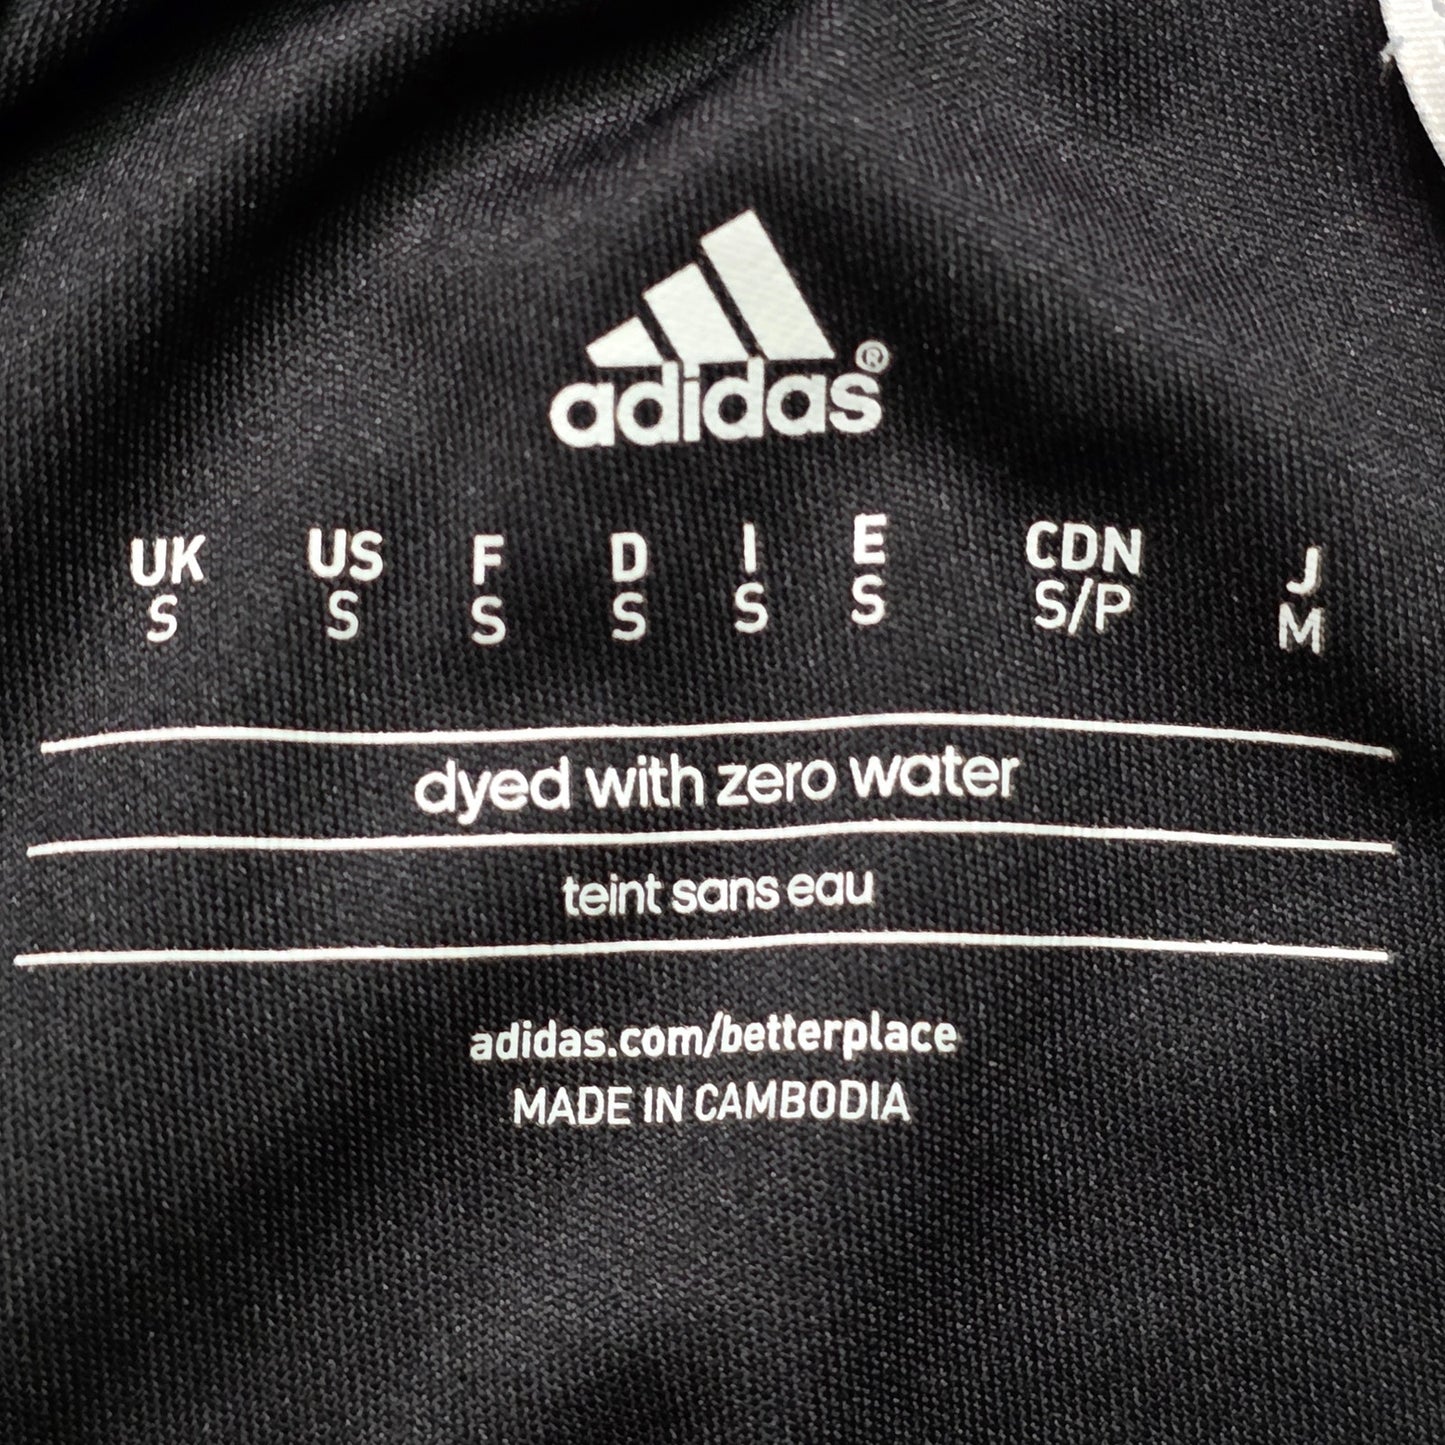 adidas®
UK US F D I E CDN J
S S S S S S S/P M
dyed with zero water
teint sans eau
adidas.com/betterplace
MADE IN CAMBODIA